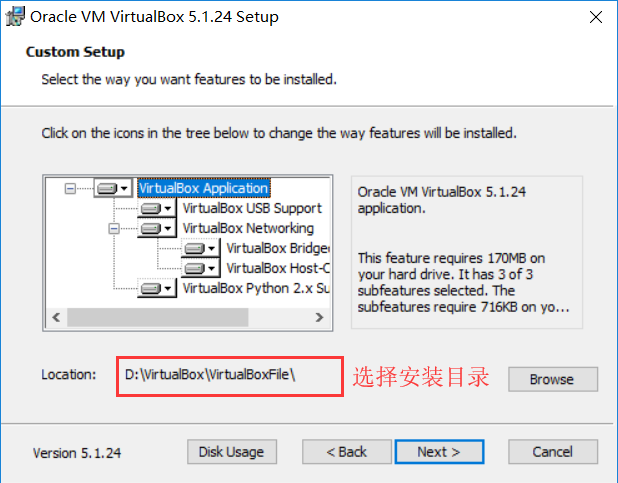 Oracle VM VirtualBox 5.1.24 Setup
Custom Setup
Select the way you want features to be installed.
Click on the icons in the tree below to change the way features will be installed.
VirtualBox Application
VirtualBox USB Support
VirtualBox Networking
VirtualBox Bridge
VirtualBox Host-C
VirtualBox Python 2.x Su
Oracle VM VirtualBox 5.1.24
application.
This feature requires 170MB on
your hard drive. It has 3 of 3
subfeatures selected. The
subfeatures require 716KB on yo...
Location:
D:\VirtualBox\VirtualBoxFile\
选择安装目录
Browse
Version 5.1.24
Disk Usage
< Back
Next >
Cancel